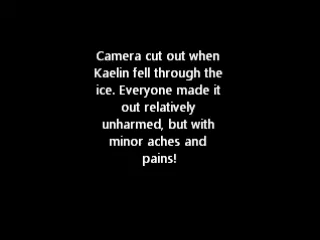 Camera cut out when
Kaelin fell through the
ice. Everyone made it
out relatively
unharmed, but with
minor aches and
pains!